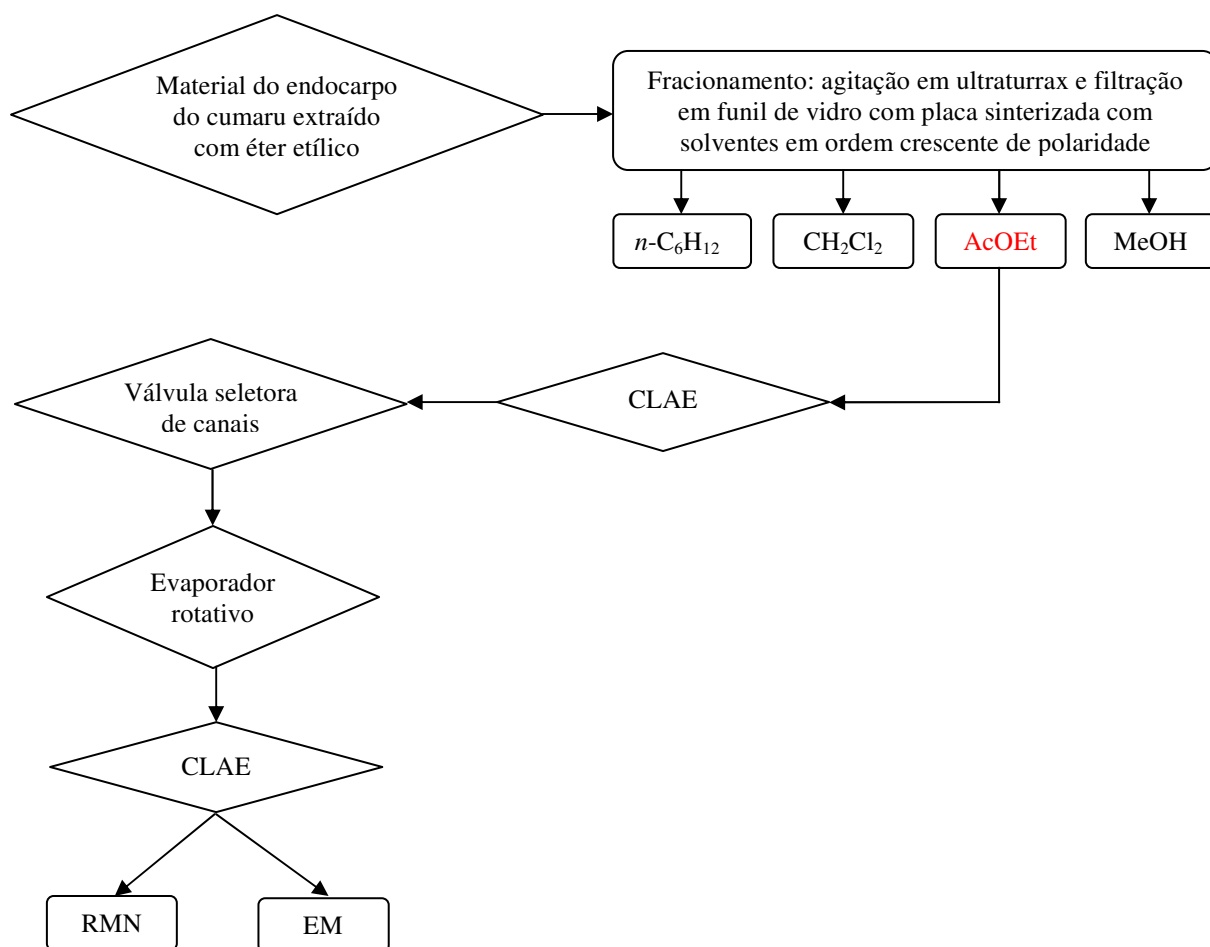 Material do endocarpo
do cumaru extraído
com éter etílico
Fracionamento: agitação em ultraturrax e filtração
em funil de vidro com placa sinterizada com
solventes em ordem crescente de polaridade
n-C₆H₁₂
CH₂Cl₂
AcOEt
MeOH
CLAE
Válvula seletora
de canais
Evaporador
rotativo
CLAE
RMN
EM